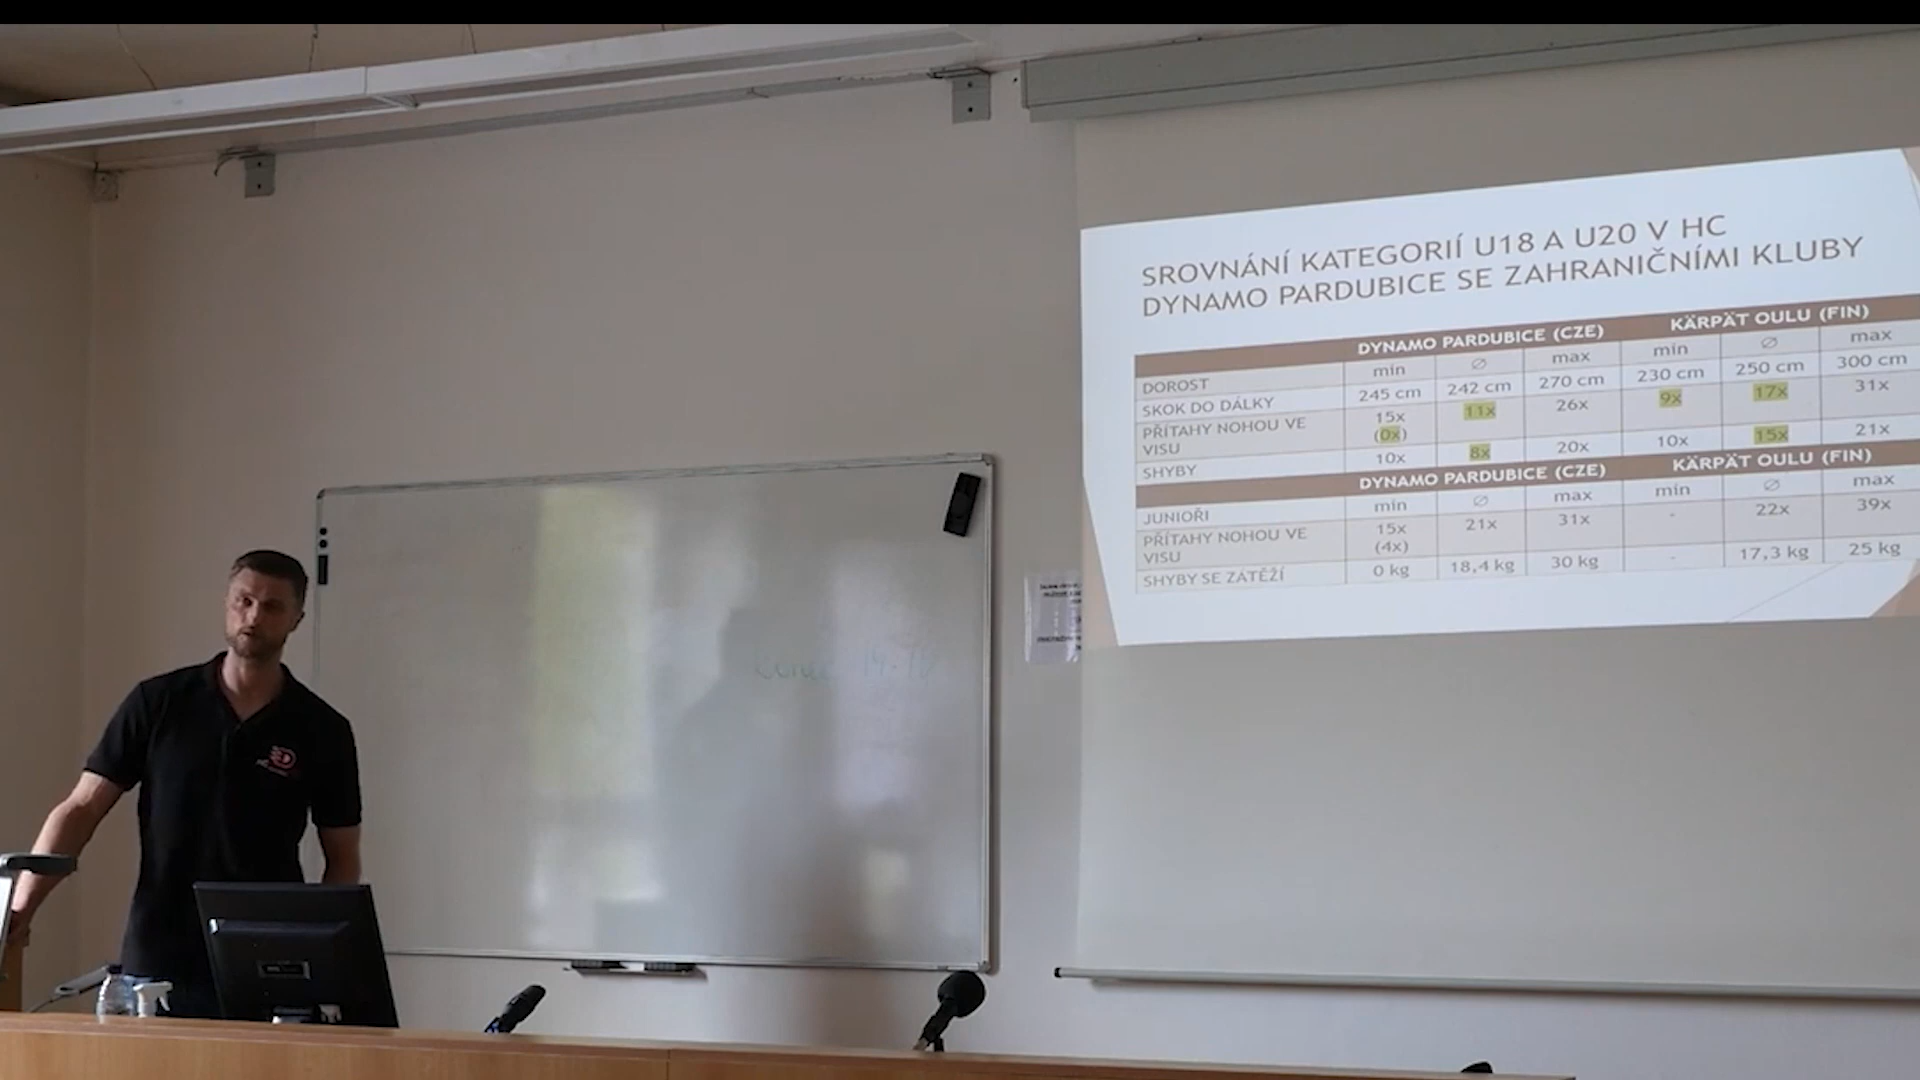 SROVNÁNÍ KATEGORIÍ U18 A U20 V HC
DYNAMO PARDUBICE SE ZAHRANIČNÍMI KLUBY
DYNAMO PARDUBICE (CZE) KÄRPÄT OULU (FIN)
DOROST min ∅ max min ∅ max
SKOK DO DÁLKY 245 cm 242 cm 270 cm 230 cm 250 cm 300 cm
PŘÍTAHY NOHOU VE VISU 15x (0x) 11x 26x 9x 17x 31x
SHYBY 10x 8x 20x 10x 15x 21x
DYNAMO PARDUBICE (CZE) KÄRPÄT OULU (FIN)
JUNIOŘI min ∅ max min ∅ max
PŘÍTAHY NOHOU VE VISU 15x (4x) 21x 31x - 22x 39x
SHYBY SE ZÁTĚŽÍ 0 kg 18,4 kg 30 kg - 17,3 kg 25 kg